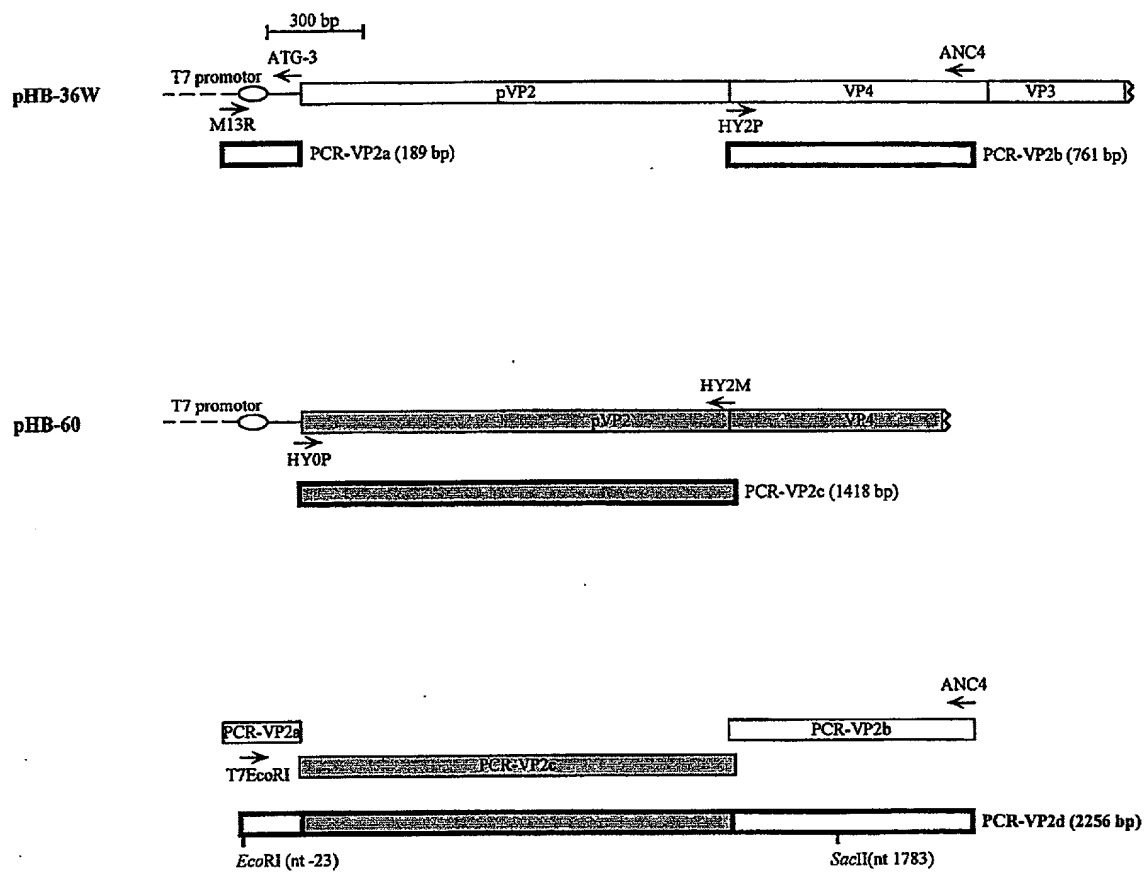 300 bp
ATG-3
ANC4
T7 promotor
pHB-36W
pVP2
VP4
VP3
M13R
HY2P
PCR-VP2a (189 bp)
PCR-VP2b (761 bp)
HY2M
T7 promotor
pHB-60
pVP2
VP4
HY0P
PCR-VP2c (1418 bp)
ANC4
PCR-VP2a
PCR-VP2b
T7EcoRI
PCR-VP2c
PCR-VP2d (2256 bp)
EcoRI (nt -23)
SacII(nt 1783)